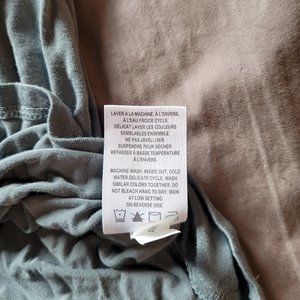 LAVER À LA MACHINE, À L'ENVERS,
À L'EAU FROIDE CYCLE
DÉLICAT LAVER LES COULEURS
SEMBLABLES ENSEMBLE.
NE PAS JAVELLISER
SUSPENDRE POUR SÉCHER.
REPASSER À BASSE TEMPÉRATURE
À L'ENVERS.
MACHINE WASH, INSIDE OUT, COLD
WATER,DELICATE CYCLE. WASH
SIMILAR COLORS TOGETHER, DO
NOT BLEACH HANG TO DRY. IRON
AT LOW SETTING
ON REVERSE SIDE